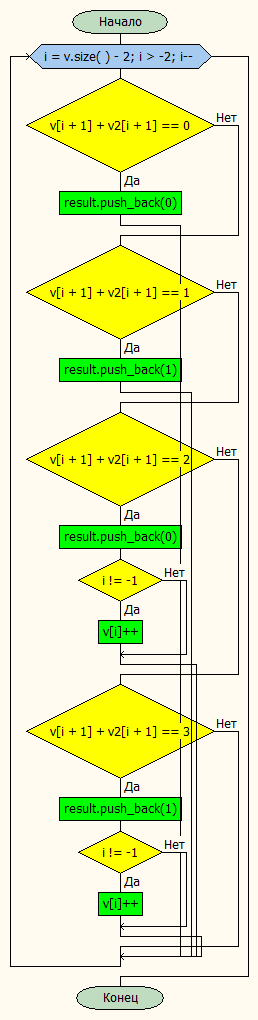 Начало
i = v.size( ) - 2; i > -2; i--
v[i + 1] + v2[i + 1] == 0
Нет
Да
result.push_back(0)
v[i + 1] + v2[i + 1] == 1
Нет
Да
result.push_back(1)
v[i + 1] + v2[i + 1] == 2
Нет
Да
result.push_back(0)
i != -1
Нет
Да
v[i]++
v[i + 1] + v2[i + 1] == 3
Нет
Да
result.push_back(1)
i != -1
Нет
Да
v[i]++
Конец